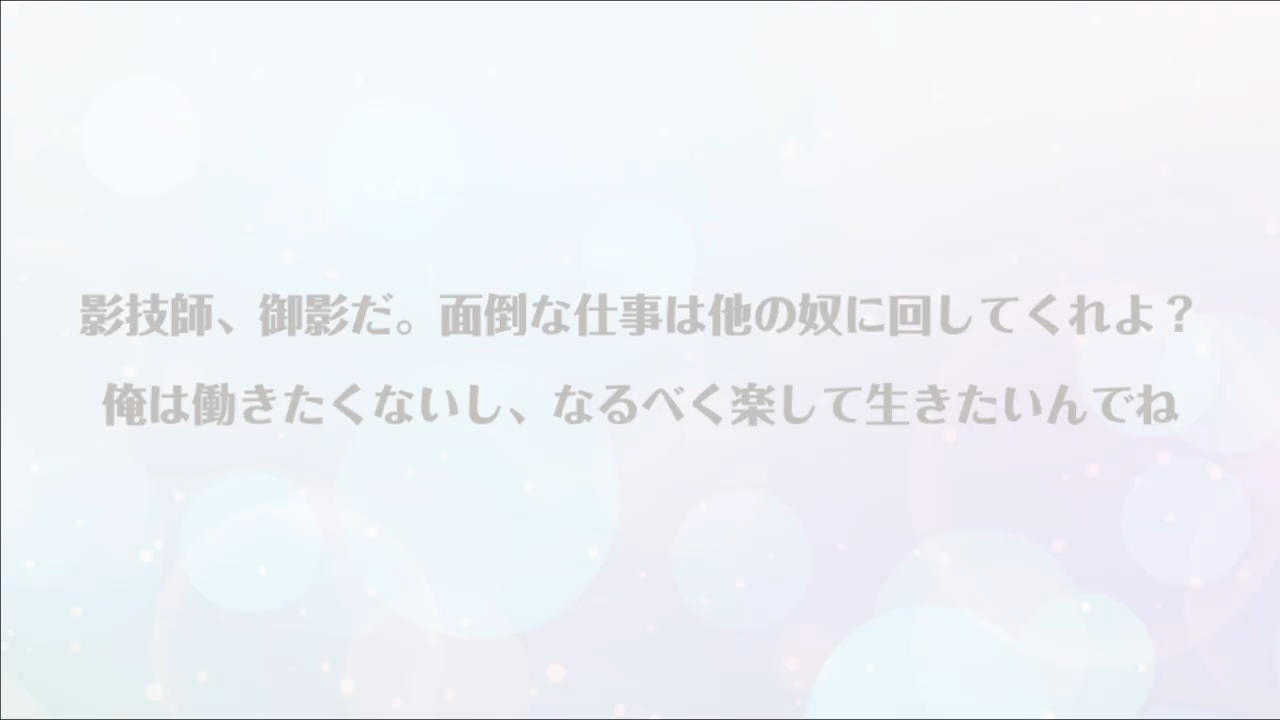 影技師、御影だ。面倒な仕事は他の奴に回してくれよ？
俺は働きたくないし、なるべく楽して生きたいんでね